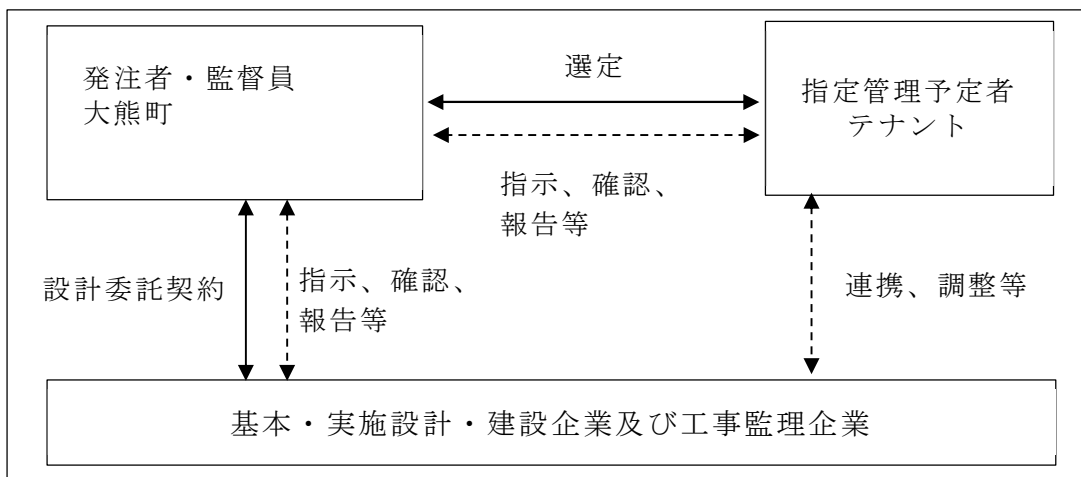 発注者・監督員
大熊町
選定
指定管理予定者
テナント
指示、確認、
報告等
設計委託契約
指示、確認、
報告等
連携、調整等
基本・実施設計・建設企業及び工事監理企業